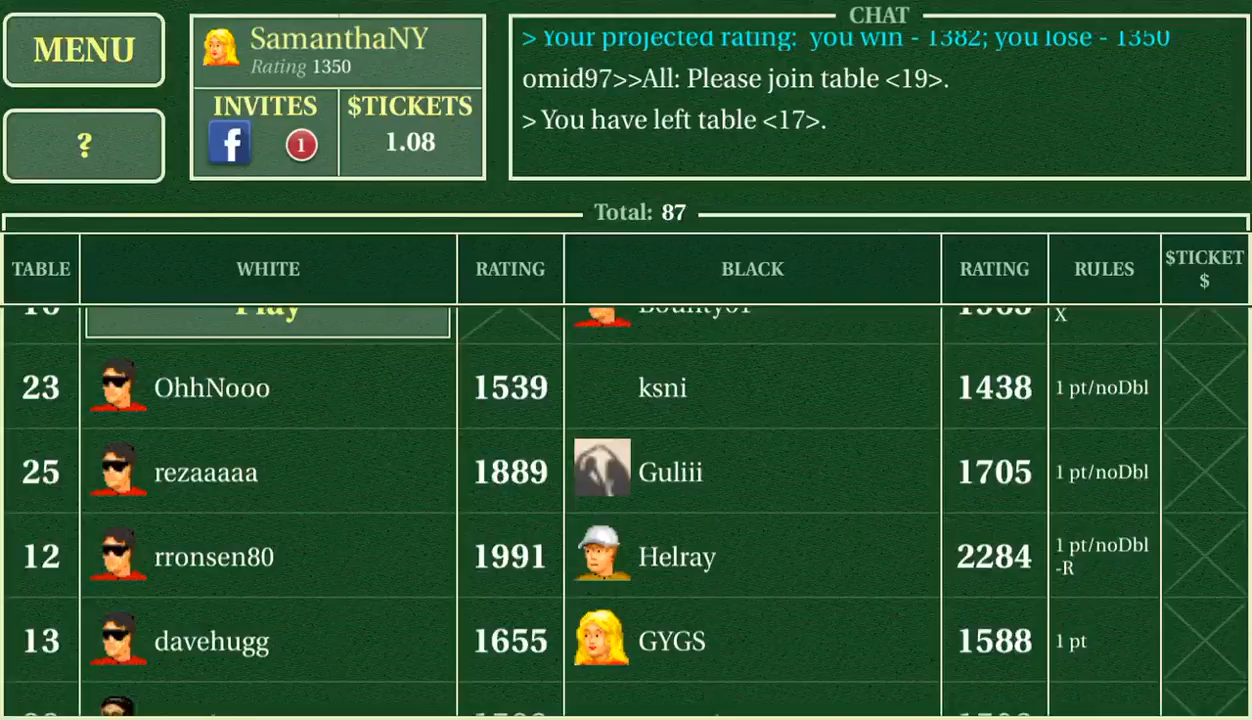 MENU
?
SamanthaNY
Rating 1350
INVITES
1
$TICKETS
1.08
CHAT
> Your projected rating: you win - 1382; you lose - 1350
omid97>>All: Please join table <19>.
> You have left table <17>.
Total: 87
TABLE WHITE RATING BLACK RATING RULES $TICKET
$
Play Bounty01 X
23 OhhNooo 1539 ksni 1438 1 pt/noDbl
25 rezaaaaa 1889 Guliii 1705 1 pt/noDbl
12 rronsen80 1991 Helray 2284 1 pt/noDbl
-R
13 davehugg 1655 GYGS 1588 1 pt